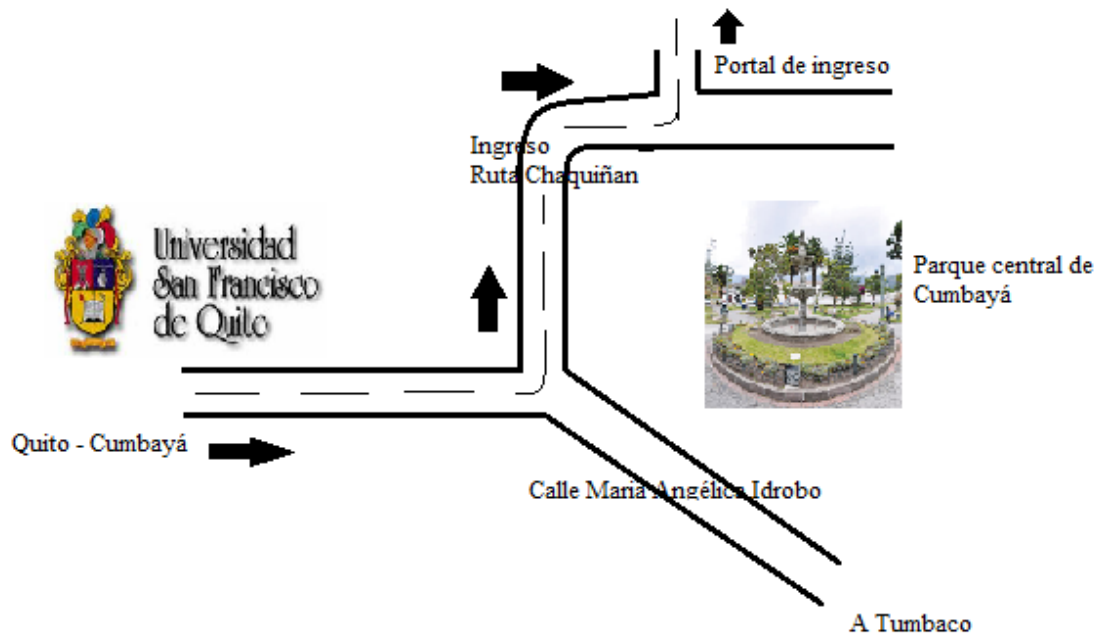 Portal de ingreso
Ingreso
Ruta Chaquiñan
Universidad
San Francisco
de Quito
Parque central de
Cumbayá
Quito - Cumbayá
Calle Maria Angélica Idrobo
A Tumbaco